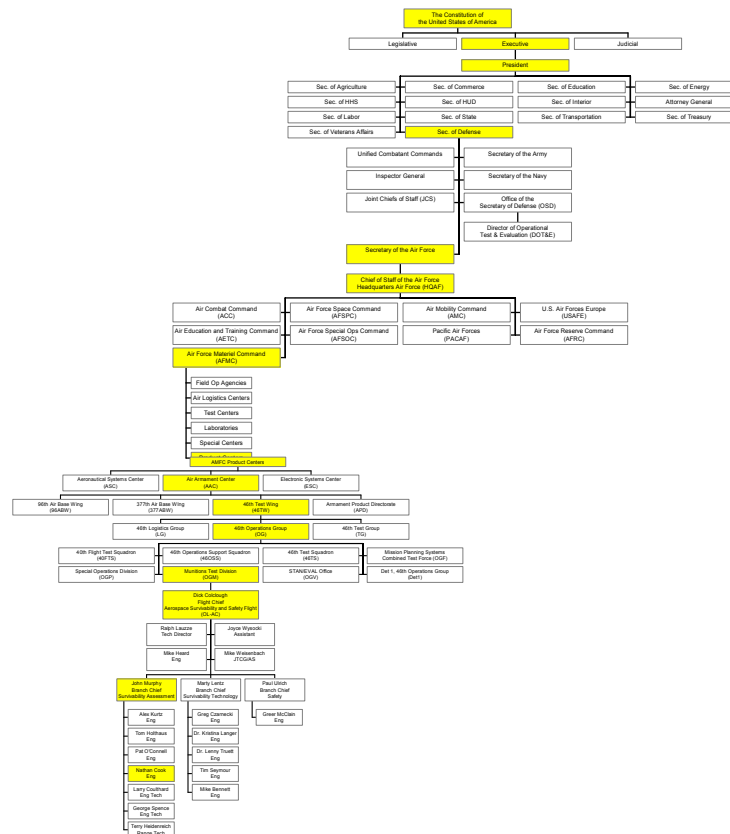 The Constitution of
the United States of America
Legislative
Executive
Judicial
President
Sec. of Agriculture
Sec. of Commerce
Sec. of Education
Sec. of Energy
Sec. of HHS
Sec. of HUD
Sec. of Interior
Attorney General
Sec. of Labor
Sec. of State
Sec. of Transportation
Sec. of Treasury
Sec. of Veterans Affairs
Sec. of Defense
Unified Combatant Commands
Secretary of the Army
Inspector General
Secretary of the Navy
Joint Chiefs of Staff (JCS)
Office of the
Secretary of Defense (OSD)
Director of Operational
Test & Evaluation (DOT&E)
Secretary of the Air Force
Chief of Staff of the Air Force
Headquarters Air Force (HQAF)
Air Combat Command
(ACC)
Air Force Space Command
(AFSPC)
Air Mobility Command
(AMC)
U.S. Air Forces Europe
(USAFE)
Air Education and Training Command
(AETC)
Air Force Special Ops Command
(AFSOC)
Pacific Air Forces
(PACAF)
Air Force Reserve Command
(AFRC)
Air Force Material Command
(AFMC)
Field Op Agencies
Air Logistics Centers
Test Centers
Laboratories
Special Centers
AMFC Product Centers
Aeronautical Systems Center
(ASC)
Air Armament Center
(AAC)
Electronic Systems Center
(ESC)
96th Air Base Wing
(96ABW)
377th Air Base Wing
(377ABW)
46th Test Wing
(46TW)
Armament Product Directorate
(APD)
46th Logistics Group
(LG)
46th Operations Group
(OG)
46th Test Group
(TG)
40th Flight Test Squadron
(40FTS)
46th Operations Support Squadron
(46OSS)
46th Test Squadron
(46TS)
Mission Planning Systems
Combined Test Force (OGF)
Special Operations Division
(OGP)
Munitions Test Division
(OGM)
STAN/EVAL Office
(OGV)
Det 1, 46th Operations Group
(Det1)
Dick Colclough
Flight Chief
Aerospace Survivability and Safety Flight
(OL-AC)
Ralph Lauzze
Tech Director
Joyce Wysocki
Assistant
Mike Heard
Eng
Mike Weisenbach
JTCG/AS
John Murphy
Branch Chief
Survivability Assessment
Marty Lentz
Branch Chief
Survivability Technology
Paul Ulrich
Branch Chief
Safety
Alex Kurtz
Eng
Greg Czarnecki
Eng
Greer McClain
Eng
Tom Holthaus
Eng
Dr. Kristina Langer
Eng
Pat O'Connell
Eng
Dr. Lenny Truett
Eng
Nathan Cook
Eng
Tim Seymour
Eng
Larry Coulthard
Eng Tech
Mike Bennett
Eng
George Spence
Eng Tech
Terry Heidenreich
Range Tech